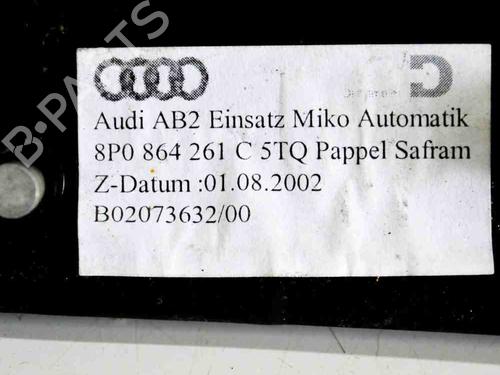 B-PARTS
Audi AB2 Einsatz Miko Automatik
8P0 864 261 C 5TQ Pappel Safram
Z-Datum :01.08.2002
B02073632/00